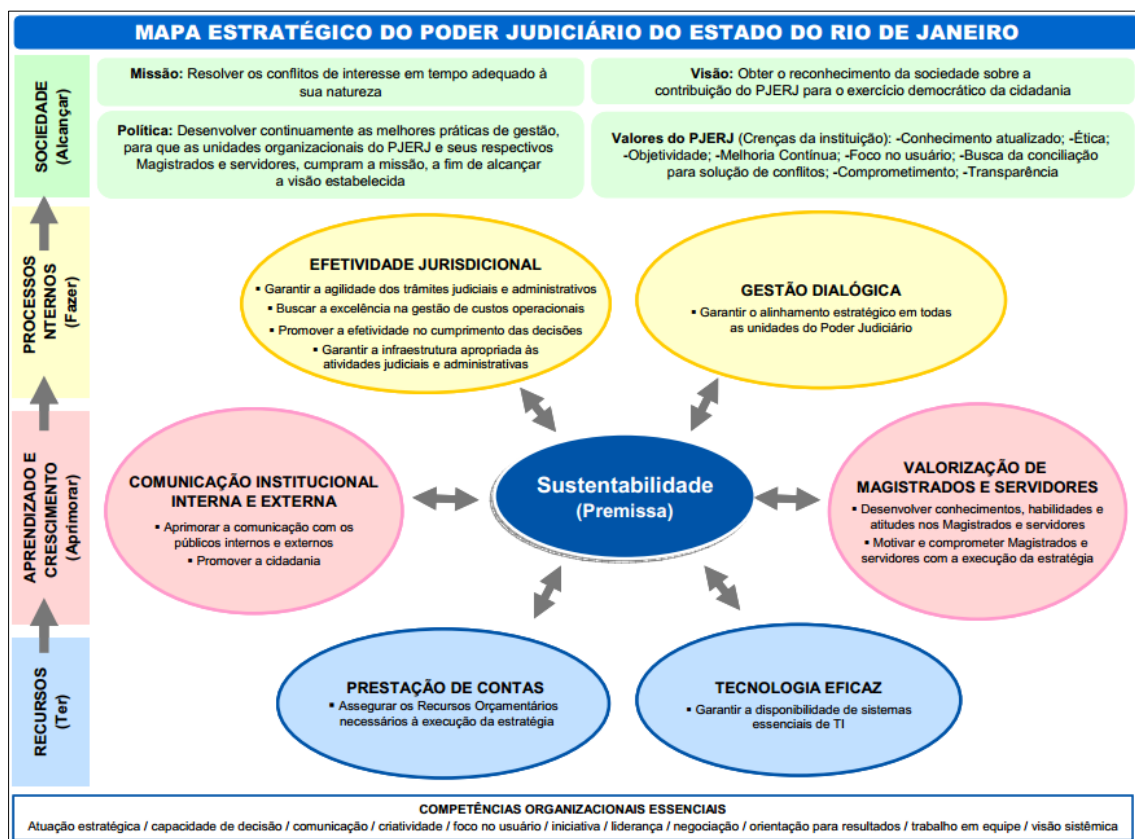 MAPA ESTRATÉGICO DO PODER JUDICIÁRIO DO ESTADO DO RIO DE JANEIRO
SOCIEDADE
(Alcançar)
Missão: Resolver os conflitos de interesse em tempo adequado à
sua natureza
Visão: Obter o reconhecimento da sociedade sobre a
contribuição do PJERJ para o exercício democrático da cidadania
Política: Desenvolver continuamente as melhores práticas de gestão,
para que as unidades organizacionais do PJERJ e seus respectivos
Magistrados e servidores, cumpram a missão, a fim de alcançar
a visão estabelecida
Valores do PJERJ (Crenças da instituição): -Conhecimento atualizado; -Ética;
-Objetividade; -Melhoria Contínua; -Foco no usuário; -Busca da conciliação
para solução de conflitos; -Comprometimento; -Transparência
PROCESSOS
NTERNOS
(Fazer)
EFETIVIDADE JURISDICIONAL
▪ Garantir a agilidade dos trâmites judiciais e administrativos
▪ Buscar a excelência na gestão de custos operacionais
▪ Promover a efetividade no cumprimento das decisões
▪ Garantir a infraestrutura apropriada às
atividades judiciais e administrativas
GESTÃO DIALÓGICA
▪ Garantir o alinhamento estratégico em todas
as unidades do Poder Judiciário
APRENDIZADO E
CRESCIMENTO
(Aprimorar)
COMUNICAÇÃO INSTITUCIONAL
INTERNA E EXTERNA
▪ Aprimorar a comunicação com os
públicos internos e externos
▪ Promover a cidadania
Sustentabilidade
(Premissa)
VALORIZAÇÃO DE
MAGISTRADOS E SERVIDORES
▪ Desenvolver conhecimentos, habilidades e
atitudes nos Magistrados e servidores
▪ Motivar e comprometer Magistrados e
servidores com a execução da estratégia
RECURSOS
(Ter)
PRESTAÇÃO DE CONTAS
▪ Assegurar os Recursos Orçamentários
necessários à execução da estratégia
TECNOLOGIA EFICAZ
▪ Garantir a disponibilidade de sistemas
essenciais de TI
COMPETÊNCIAS ORGANIZACIONAIS ESSENCIAIS
Atuação estratégica / capacidade de decisão / comunicação / criatividade / foco no usuário / iniciativa / liderança / negociação / orientação para resultados / trabalho em equipe / visão sistêmica